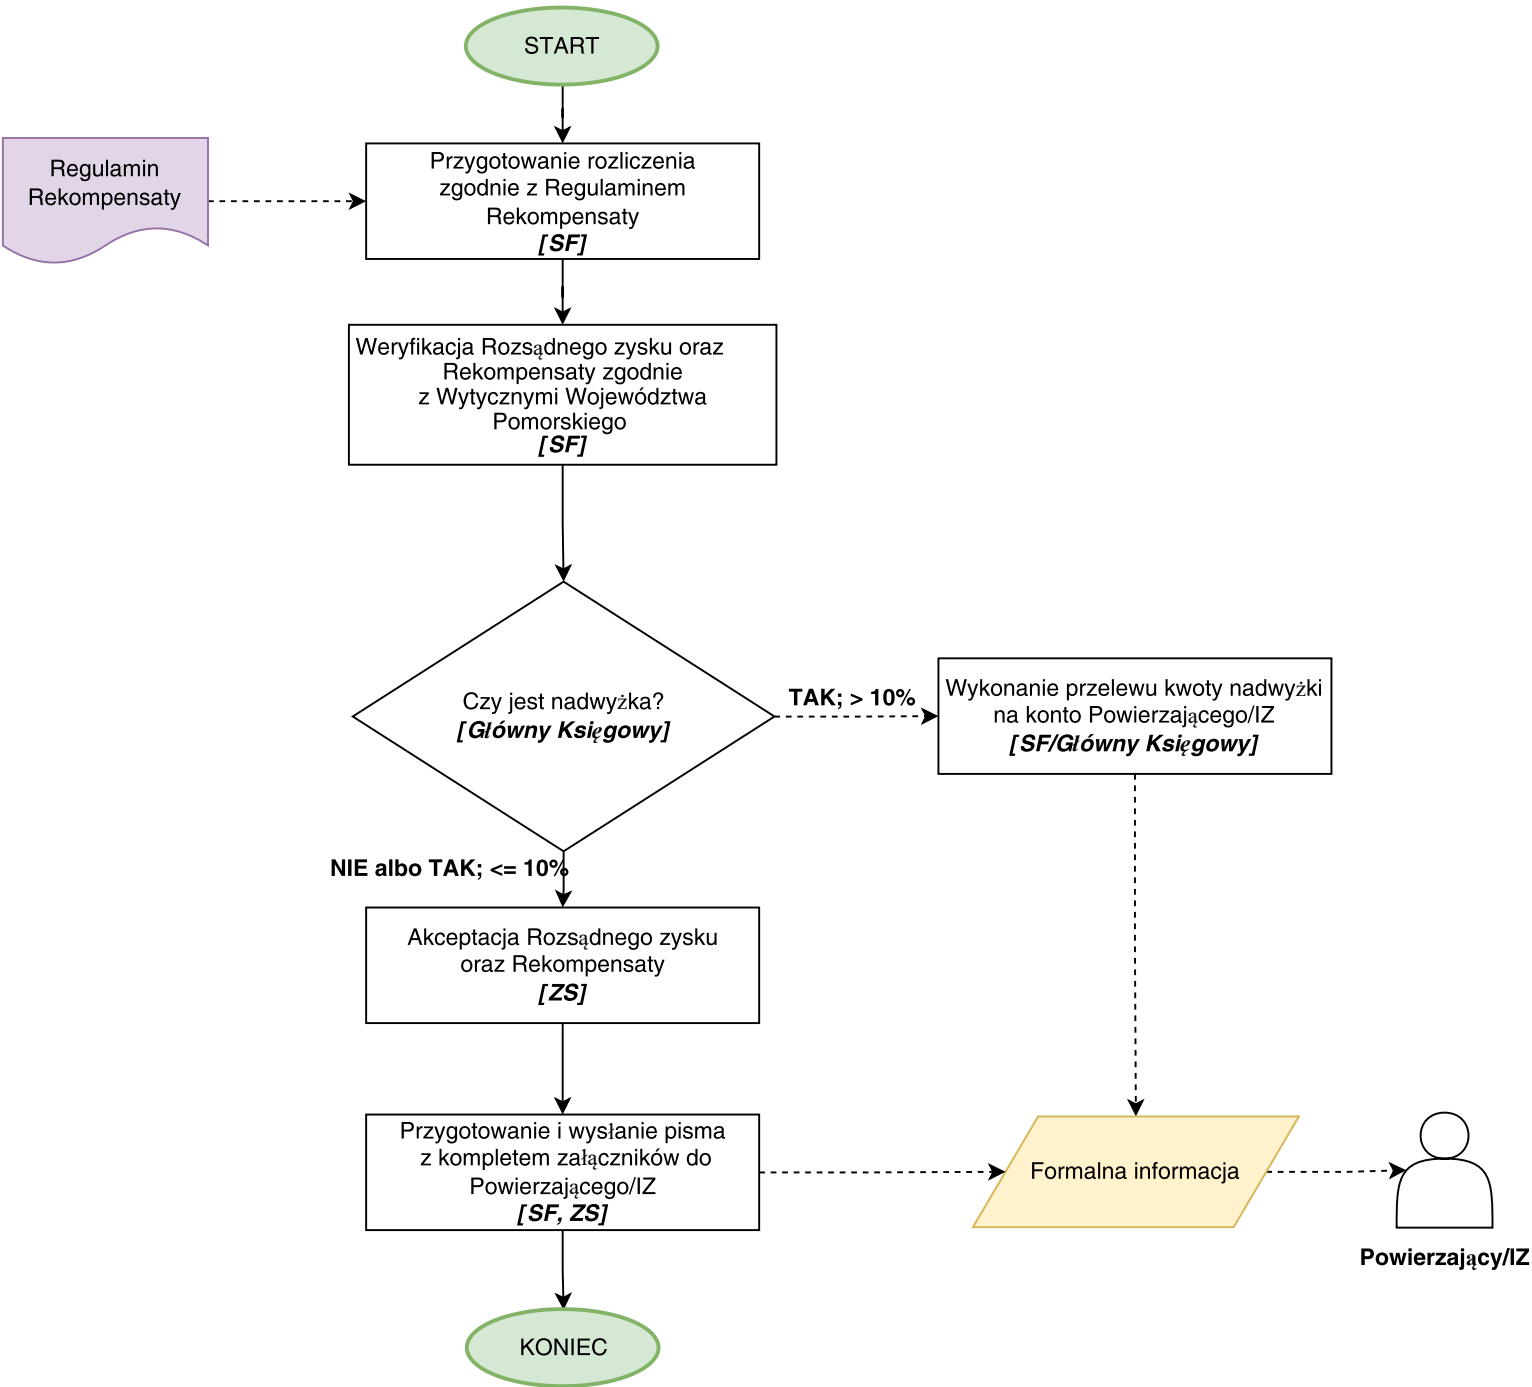 START
Regulamin
Rekompensaty
Przygotowanie rozliczenia
zgodnie z Regulaminem
Rekompensaty
[SF]
Weryfikacja Rozsądnego zysku oraz
Rekompensaty zgodnie
z Wytycznymi Województwa
Pomorskiego
[SF]
Czy jest nadwyżka?
[Główny Księgowy]
TAK; > 10%
Wykonanie przelewu kwoty nadwyżki
na konto Powierzającego/IZ
[SF/Główny Księgowy]
NIE albo TAK; <= 10%
Akceptacja Rozsądnego zysku
oraz Rekompensaty
[ZS]
Przygotowanie i wysłanie pisma
z kompletem załączników do
Powierzającego/IZ
[SF, ZS]
Formalna informacja
Powierzający/IZ
KONIEC